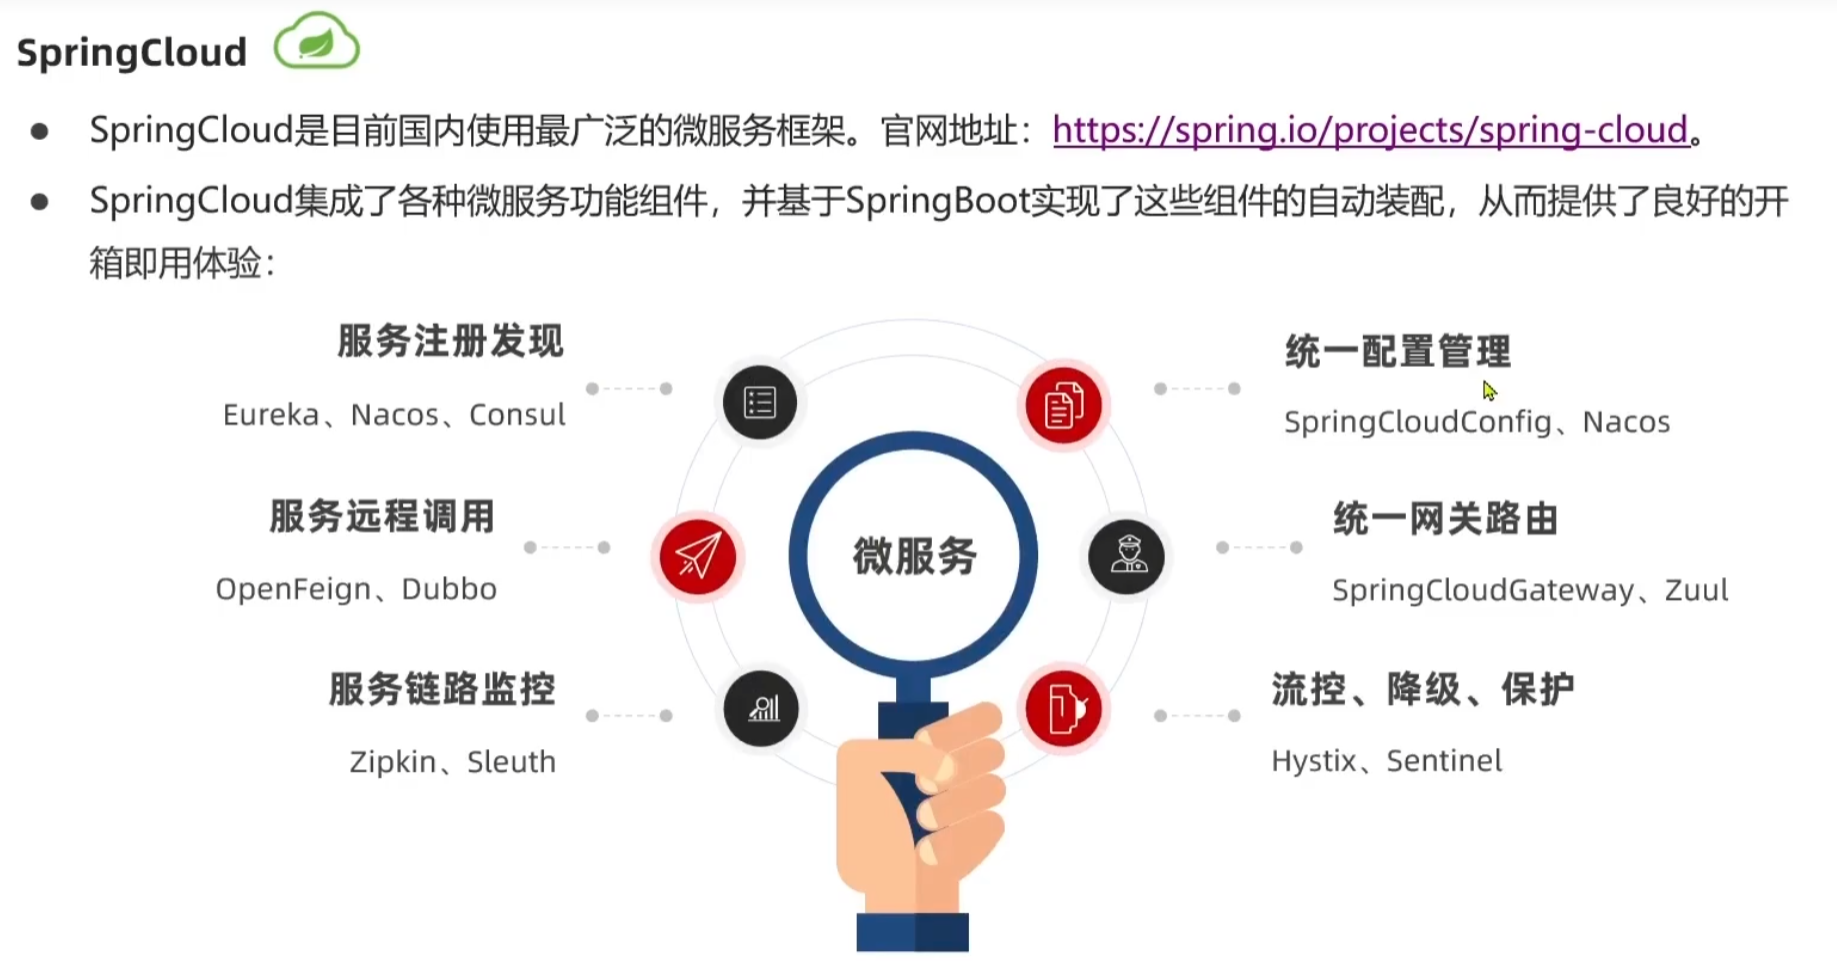 SpringCloud
SpringCloud是目前国内使用最广泛的微服务框架。官网地址：https://spring.io/projects/spring-cloud。
SpringCloud集成了各种微服务功能组件，并基于SpringBoot实现了这些组件的自动装配，从而提供了良好的开
箱即用体验：
服务注册发现
Eureka、Nacos、Consul
统一配置管理
SpringCloudConfig、Nacos
服务远程调用
OpenFeign、Dubbo
微服务
统一网关路由
SpringCloudGateway、Zuul
服务链路监控
Zipkin、Sleuth
流控、降级、保护
Hystix、Sentinel